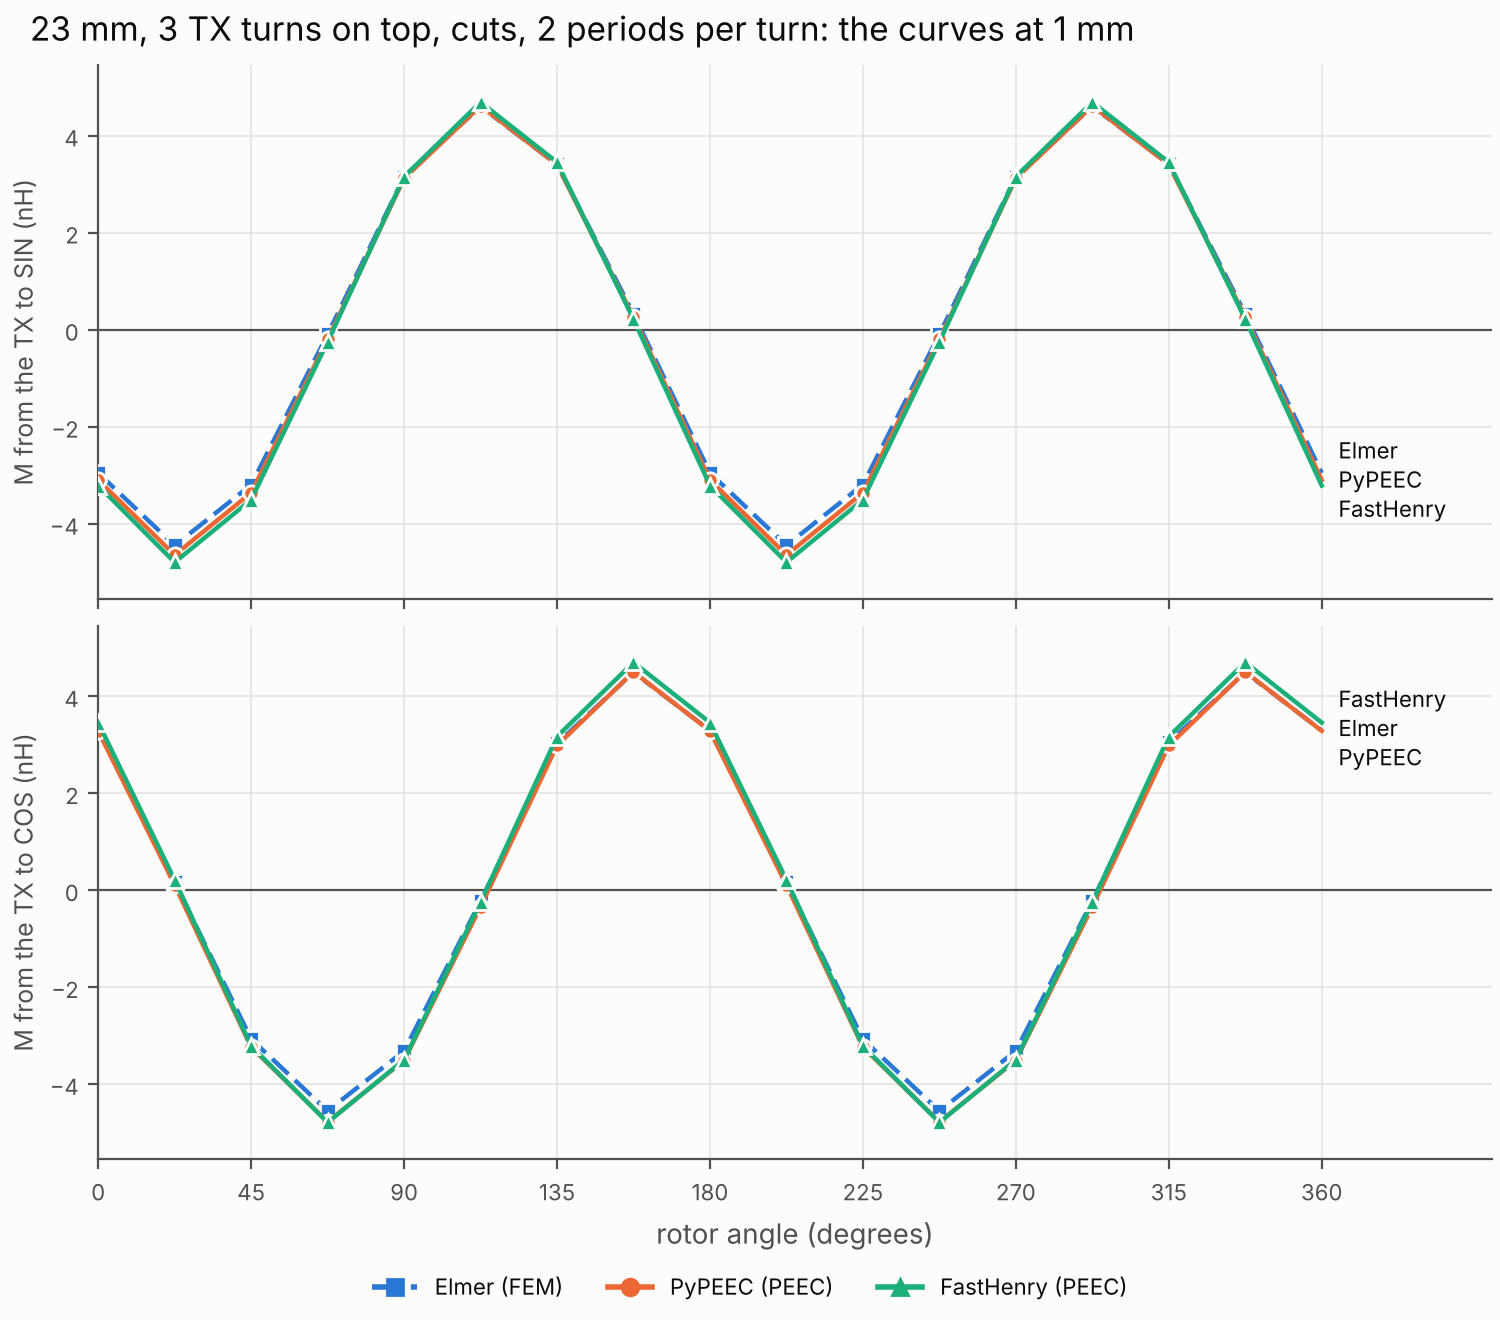 23 mm, 3 TX turns on top, cuts, 2 periods per turn: the curves at 1 mm
M from the TX to SIN (nH)
4
2
0
−2
−4
Elmer
PyPEEC
FastHenry
M from the TX to COS (nH)
4
2
0
−2
−4
FastHenry
Elmer
PyPEEC
0 45 90 135 180 225 270 315 360
rotor angle (degrees)
Elmer (FEM) PyPEEC (PEEC) FastHenry (PEEC)